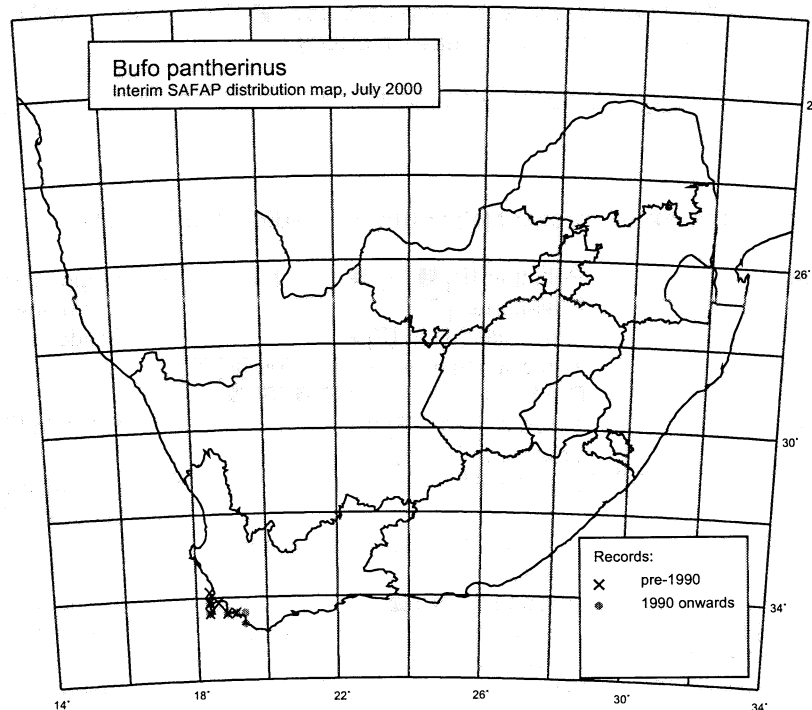 Bufo pantherinus
Interim SAFAP distribution map, July 2000
2
26°
30°
34°
Records:
pre-1990
1990 onwards
14°
18°
22°
26°
30°
34°